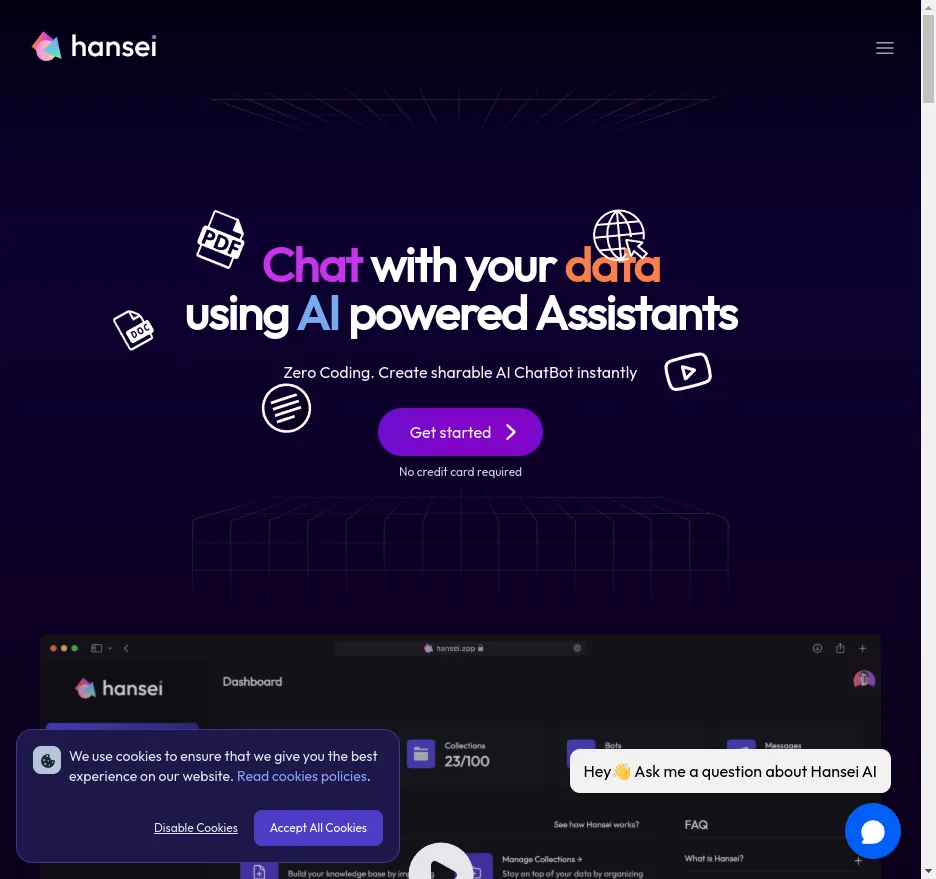 hansei
PDF
Chat with your data
using AI powered Assistants
DOC
Zero Coding. Create sharable AI ChatBot instantly
Get started
No credit card required
hansei.app
hansei
Dashboard
Collections
23/100
Bots
Messages
We use cookies to ensure that we give you the best
experience on our website. Read cookies policies.
Disable Cookies
Accept All Cookies
Hey👋 Ask me a question about Hansei AI
See how Hansei works?
FAQ
Manage Collections →
What is Hansei?
Build your knowledge base by
Stay on top of your data by organizing